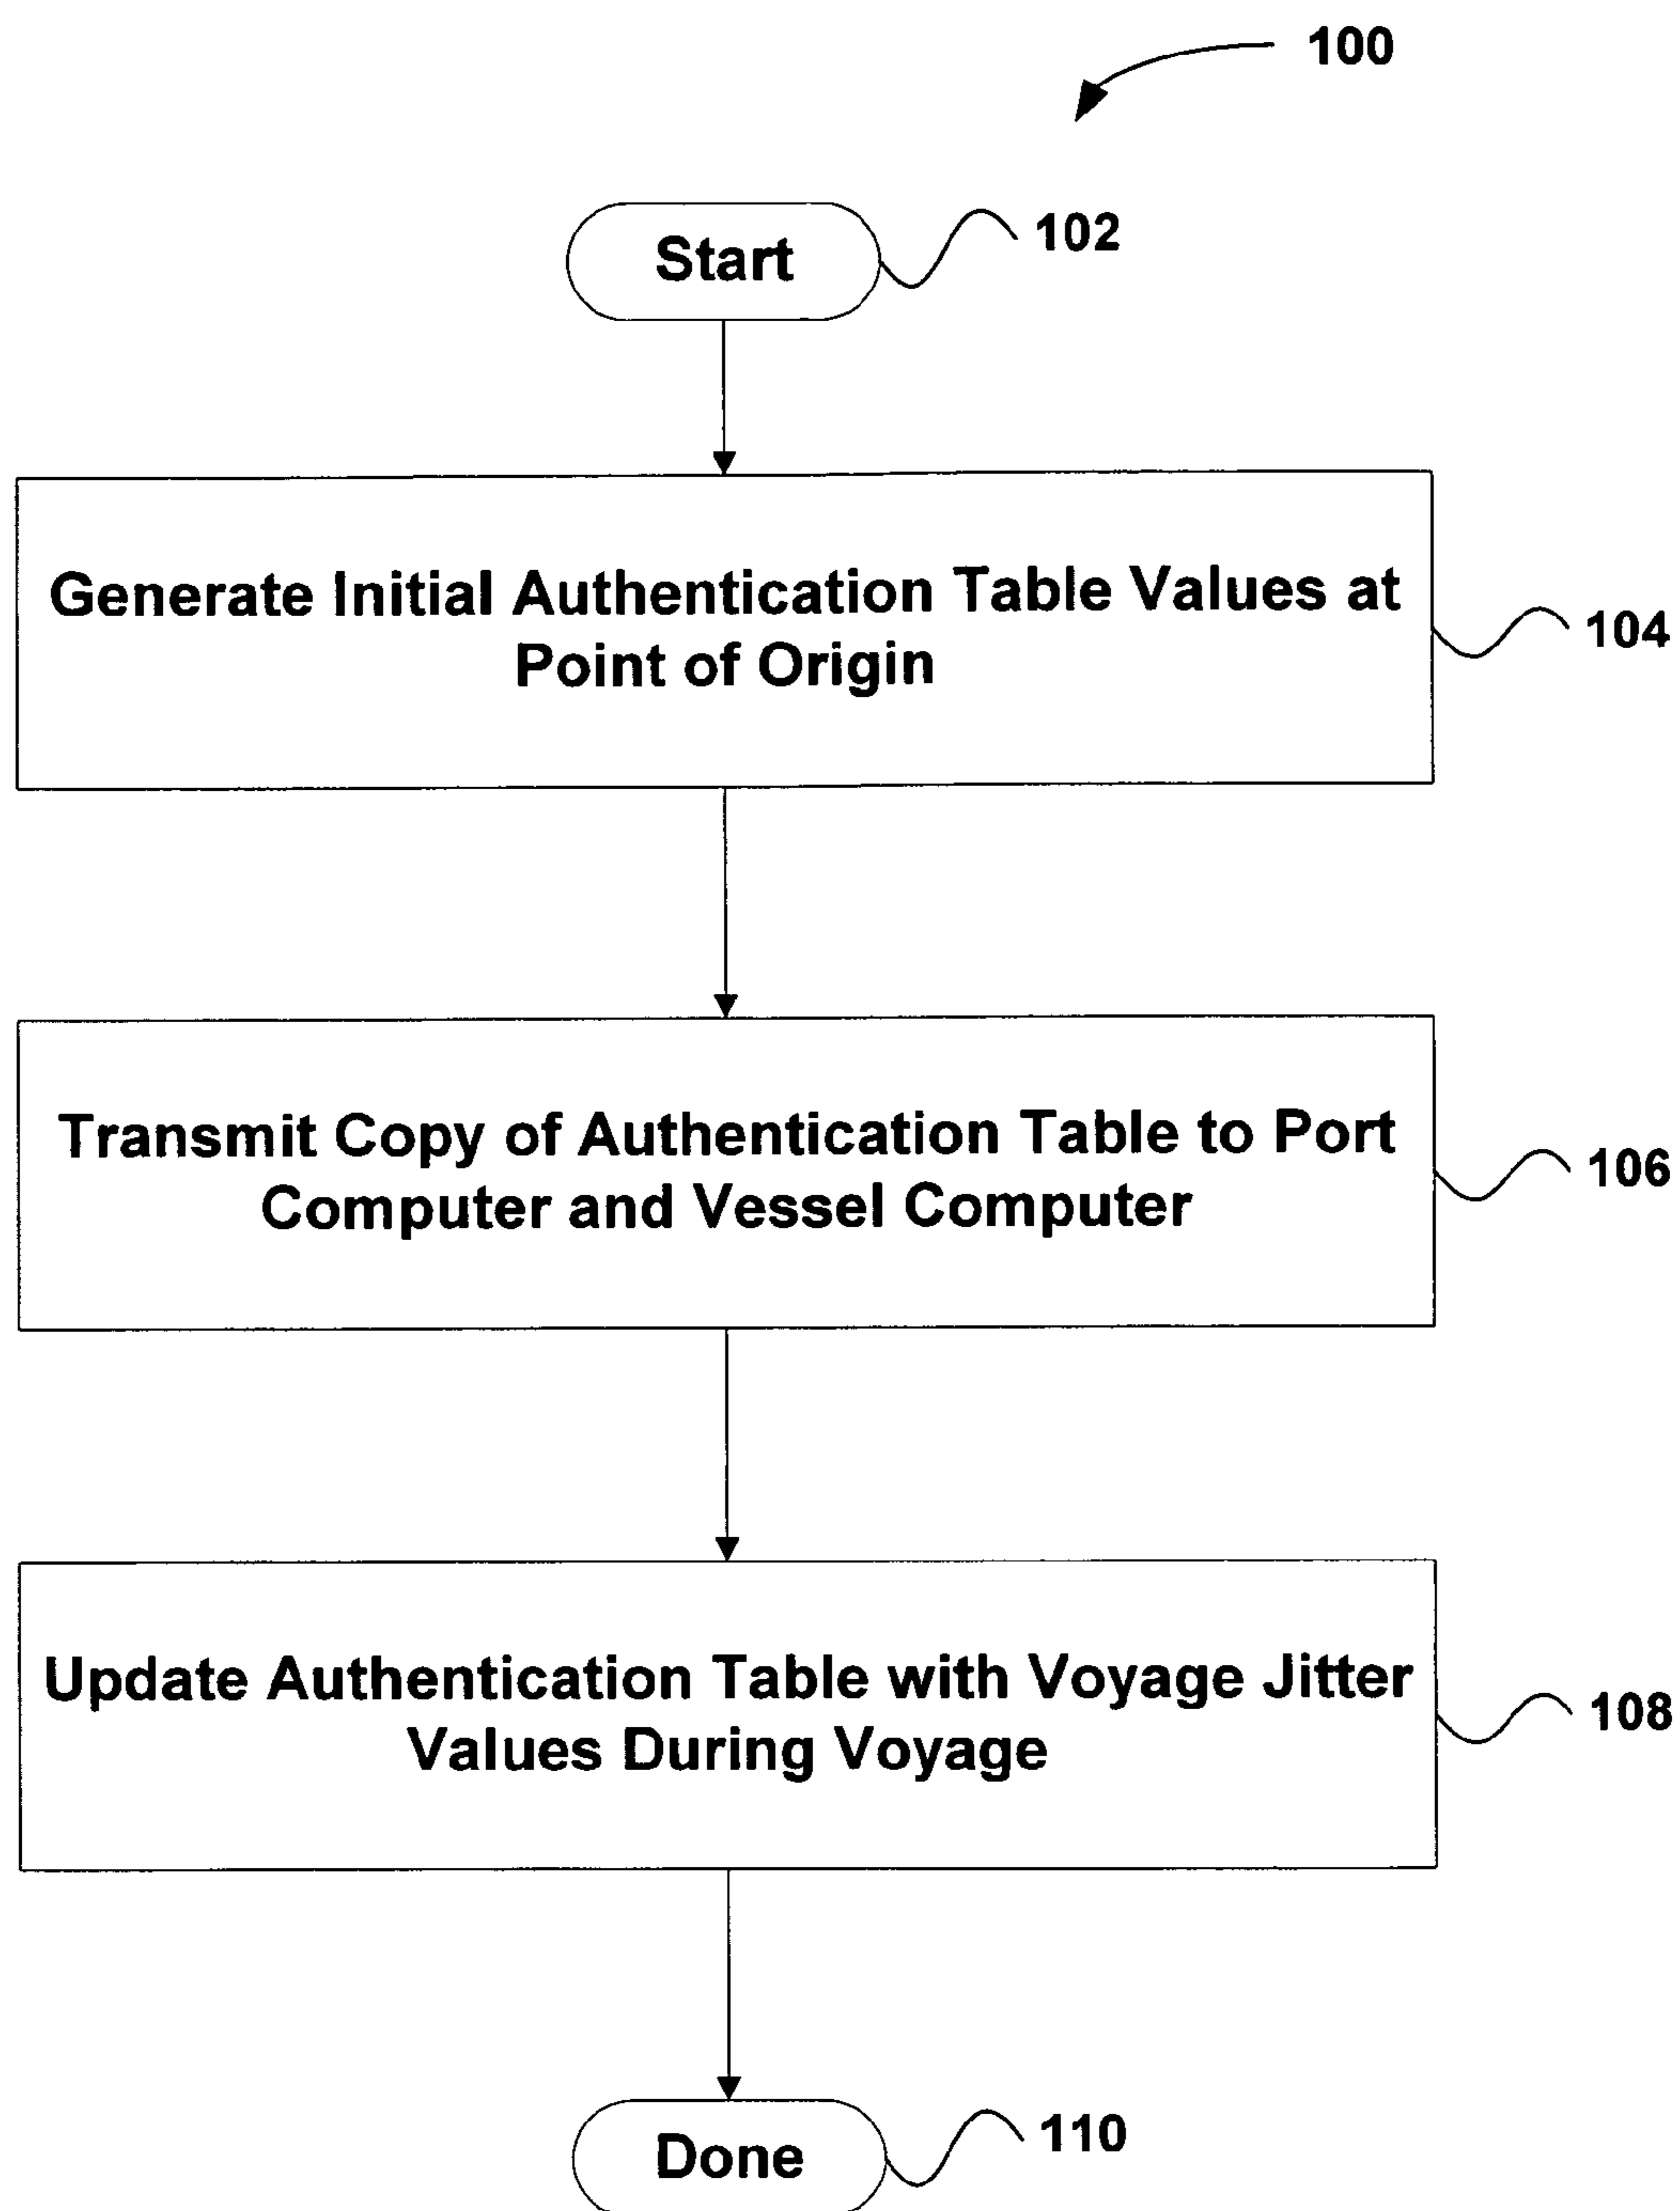 100
Start
102
Generate Initial Authentication Table Values at
Point of Origin
104
Transmit Copy of Authentication Table to Port
Computer and Vessel Computer
106
Update Authentication Table with Voyage Jitter
Values During Voyage
108
Done
110